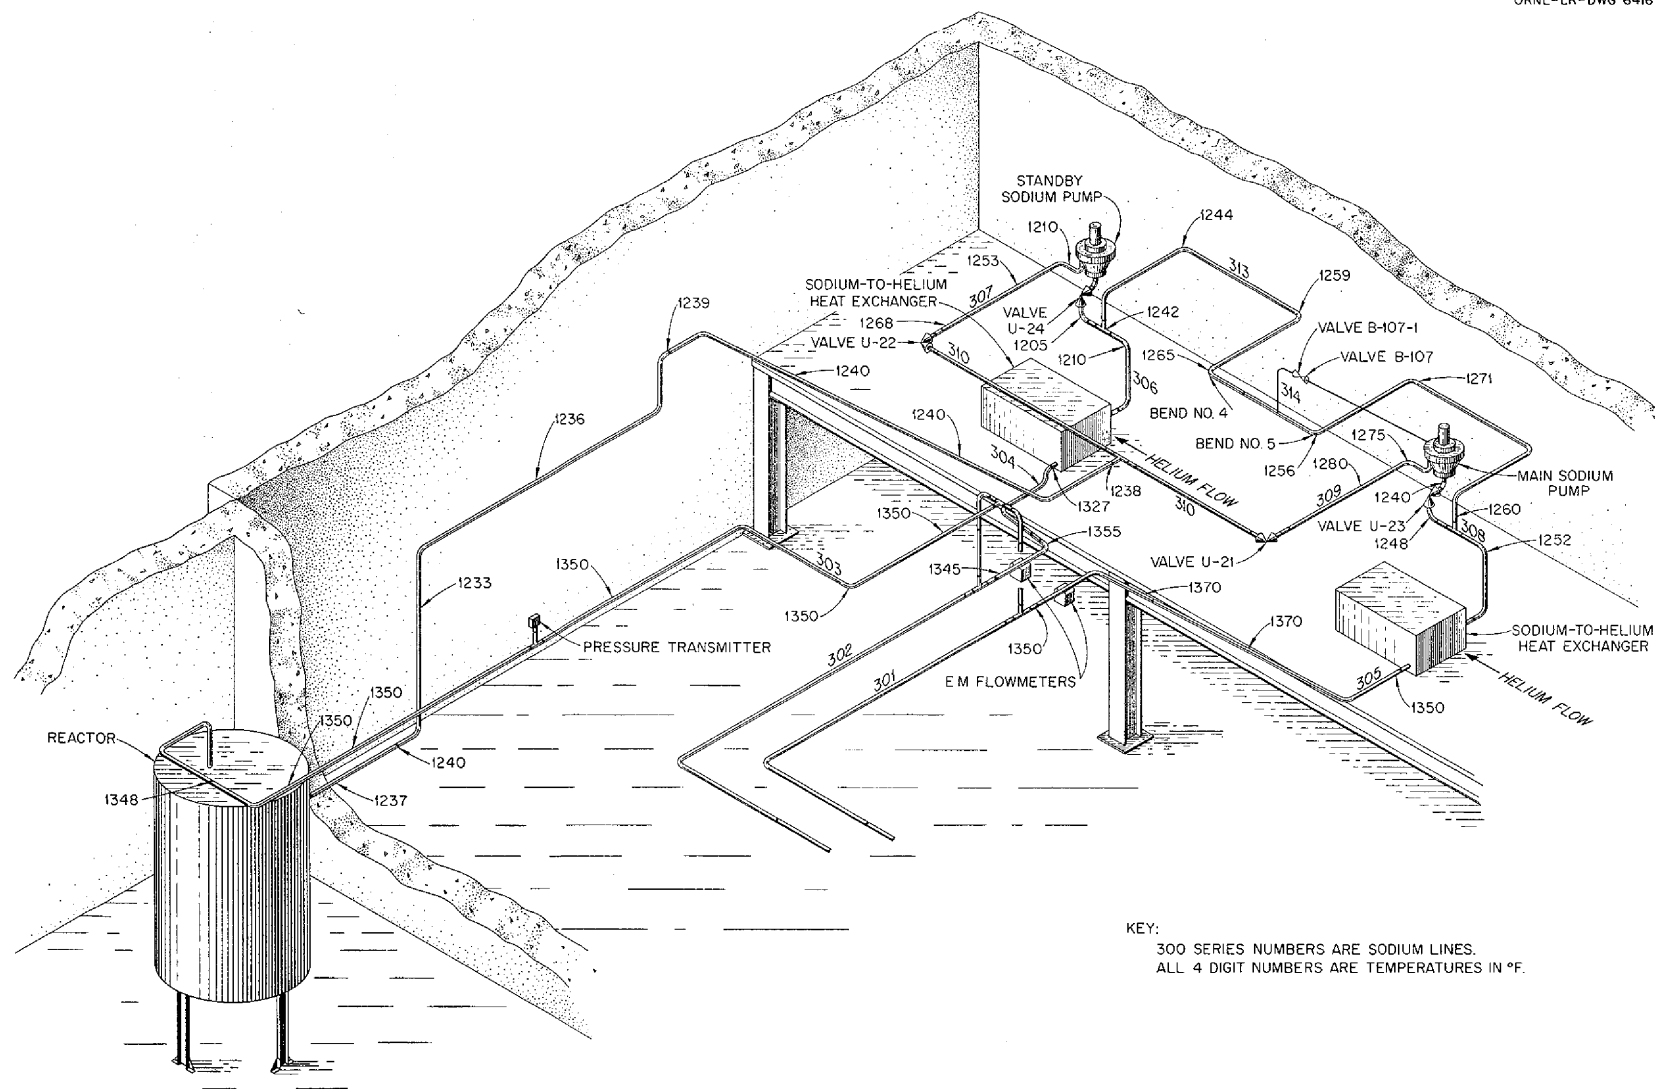 ORNL-LR-DWG 6416
STANDBY
SODIUM PUMP
1244
1210
1253
313
1259
SODIUM-TO-HELIUM
HEAT EXCHANGER
307
VALVE
U-24
1242
1239
1268
1205
VALVE B-107-1
VALVE U-22
310
1210
1265
VALVE B-107
1240
306
314
1271
BEND NO. 4
1236
1240
BEND NO. 5
1275
304
HELIUM FLOW
1256
1280
MAIN SODIUM
PUMP
1238
309
1240
1327
310
VALVE U-23
1260
1350
1355
308
1248
1252
303
1345
VALVE U-21
1233
1350
1370
1350
1370
PRESSURE TRANSMITTER
1350
SODIUM-TO-HELIUM
HEAT EXCHANGER
302
301
E M FLOWMETERS
305
1350
HELIUM FLOW
1350
1350
REACTOR
1240
1348
1237
KEY:
300 SERIES NUMBERS ARE SODIUM LINES.
ALL 4 DIGIT NUMBERS ARE TEMPERATURES IN °F.